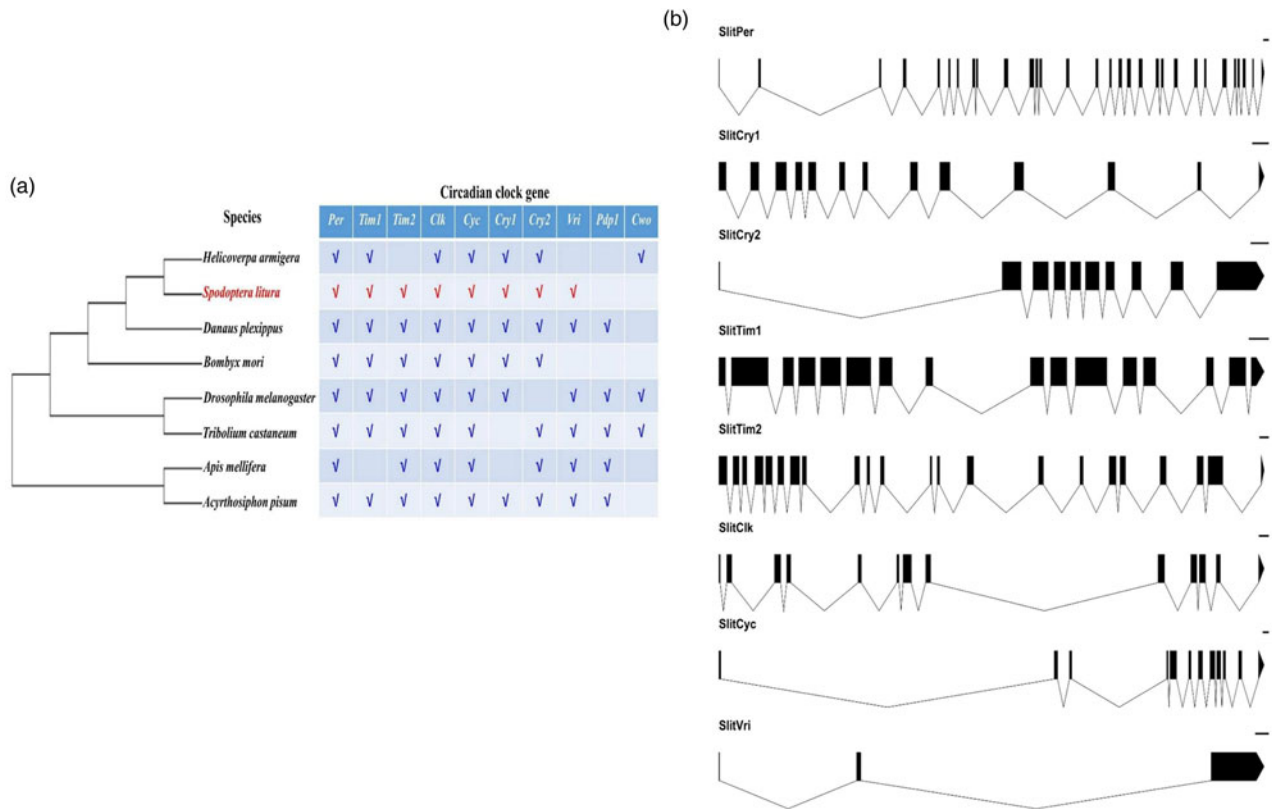 (a)
Circadian clock gene
Species Per Tim1 Tim2 Clk Cyc Cry1 Cry2 Vri Pdp1 Cwo
Helicoverpa armigera √ √ √ √ √ √ √
Spodoptera litura √ √ √ √ √ √ √ √
Danaus plexippus √ √ √ √ √ √ √ √ √
Bombyx mori √ √ √ √ √ √ √
Drosophila melanogaster √ √ √ √ √ √ √ √ √
Tribolium castaneum √ √ √ √ √ √ √ √ √
Apis mellifera √ √ √ √ √ √ √
Acyrthosiphon pisum √ √ √ √ √ √ √ √ √
(b)
SlitPer
SlitCry1
SlitCry2
SlitTim1
SlitTim2
SlitClk
SlitCyc
SlitVri